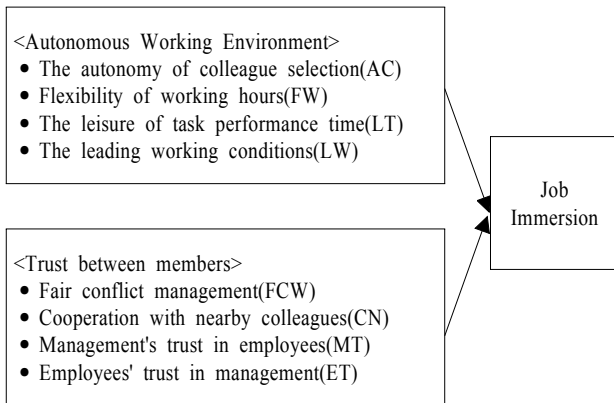 <Autonomous Working Environment>
• The autonomy of colleague selection(AC)
• Flexibility of working hours(FW)
• The leisure of task performance time(LT)
• The leading working conditions(LW)
Job
Immersion
<Trust between members>
• Fair conflict management(FCW)
• Cooperation with nearby colleagues(CN)
• Management's trust in employees(MT)
• Employees' trust in management(ET)